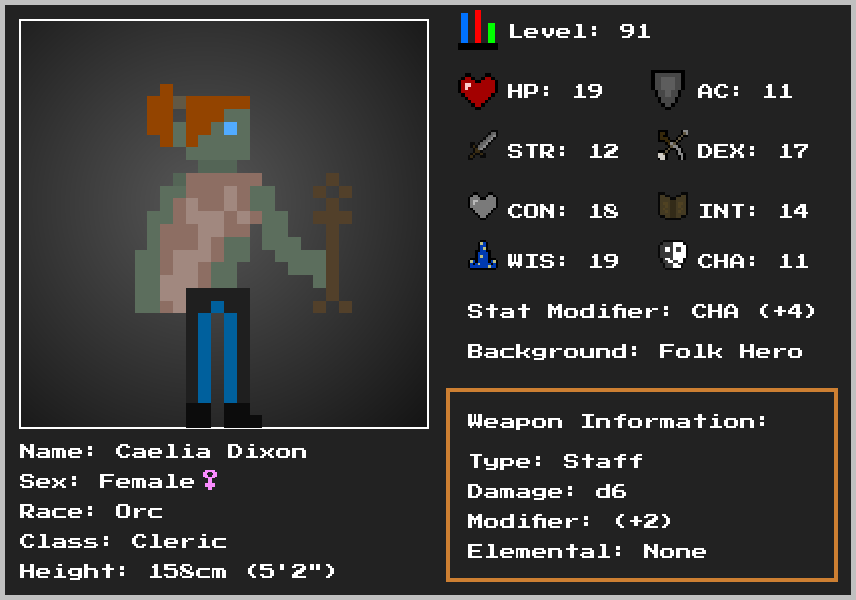 Level: 91
HP: 19 AC: 11
STR: 12 DEX: 17
CON: 18 INT: 14
WIS: 19 CHA: 11
Stat Modifier: CHA (+4)
Background: Folk Hero
Weapon Information:
Type: Staff
Damage: d6
Modifier: (+2)
Elemental: None
Name: Caelia Dixon
Sex: Female♀
Race: Orc
Class: Cleric
Height: 158cm (5'2")